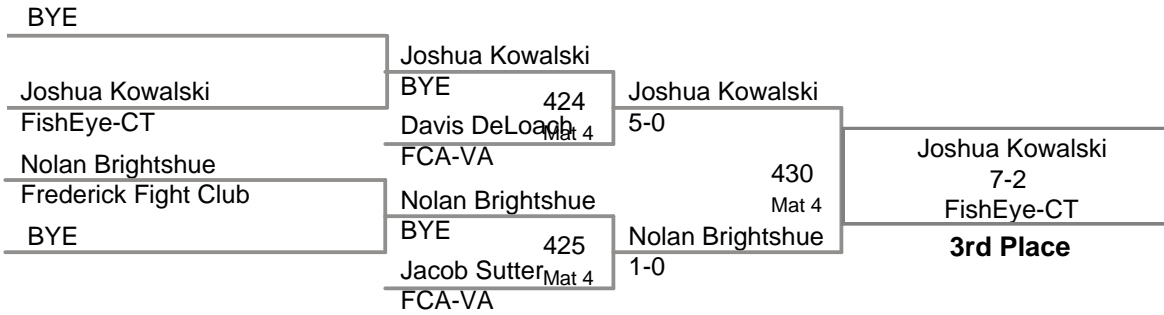 BYE
Joshua Kowalski
FishEye-CT
Nolan Brightshue
Frederick Fight Club
BYE
Joshua Kowalski
BYE
424
Mat 4
Davis DeLoach
FCA-VA
Nolan Brightshue
BYE
425
Mat 4
Jacob Sutter
FCA-VA
Joshua Kowalski
5-0
430
Mat 4
Nolan Brightshue
1-0
Joshua Kowalski
7-2
FishEye-CT
3rd Place